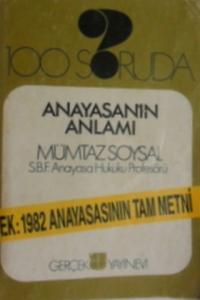 100 SORUDA
ANAYASANIN
ANLAMI
MÜMTAZ SOYSAL
S.B.F. Anayasa Hukuku Profesörü
EK: 1982 ANAYASASININ TAM METNİ
GERÇEK YAYINEVİ